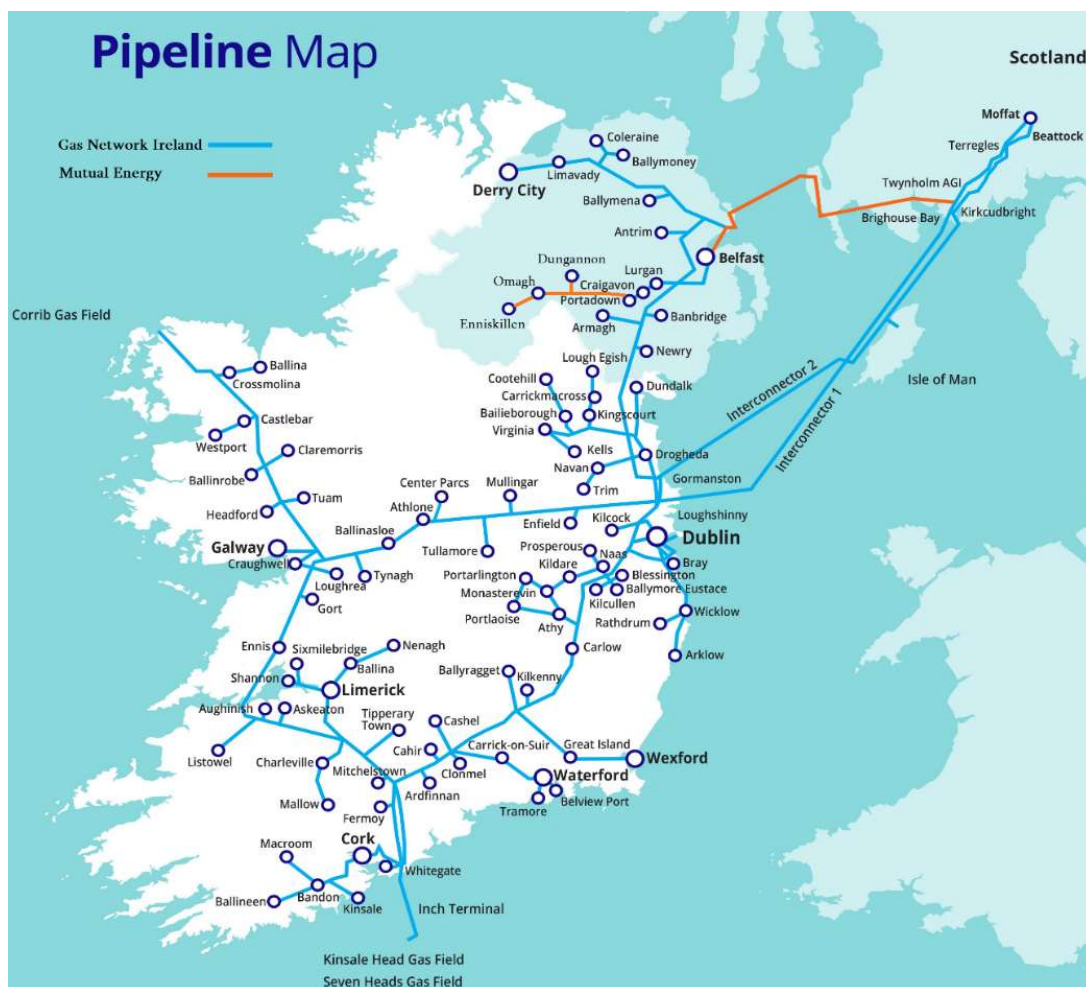 Pipeline Map
Scotland
Gas Network Ireland
Mutual Energy
Moffat
Beattock
Terregles
Twynholm AGI
Brighouse Bay
Kirkcudbright
Coleraine
Ballymoney
Limavady
Derry City
Ballymena
Antrim
Belfast
Dungannon
Omagh
Lurgan
Craigavon
Portadown
Enniskillen
Armagh
Banbridge
Newry
Corrib Gas Field
Ballina
Crossmolina
Lough Egish
Cootehill
Carrickmacross
Dundalk
Bailieborough
Kingscourt
Virginia
Kells
Interconnector 2
Isle of Man
Interconnector 1
Castlebar
Westport
Claremorris
Ballinrobe
Navan
Drogheda
Trim
Gormanston
Tuam
Headford
Center Parcs
Mullingar
Athlone
Ballinasloe
Enfield
Kilcock
Loughshinny
Galway
Tullamore
Dublin
Prosperous
Naas
Craughwell
Loughrea
Tynagh
Portarlington
Kildare
Bray
Blessington
Monasterevin
Ballymore Eustace
Gort
Kilcullen
Portlaoise
Athy
Wicklow
Rathdrum
Ennis
Sixmilebridge
Nenagh
Carlow
Arklow
Shannon
Ballina
Ballyragget
Kilkenny
Limerick
Aughinish
Askeaton
Tipperary
Town
Cashel
Listowel
Charleville
Cahir
Carrick-on-Suir
Great Island
Wexford
Mitchelstown
Clonmel
Waterford
Ardfinnan
Mallow
Fermoy
Tramore
Belview Port
Cork
Macroom
Whitegate
Ballineen
Bandon
Kinsale
Inch Terminal
Kinsale Head Gas Field
Seven Heads Gas Field